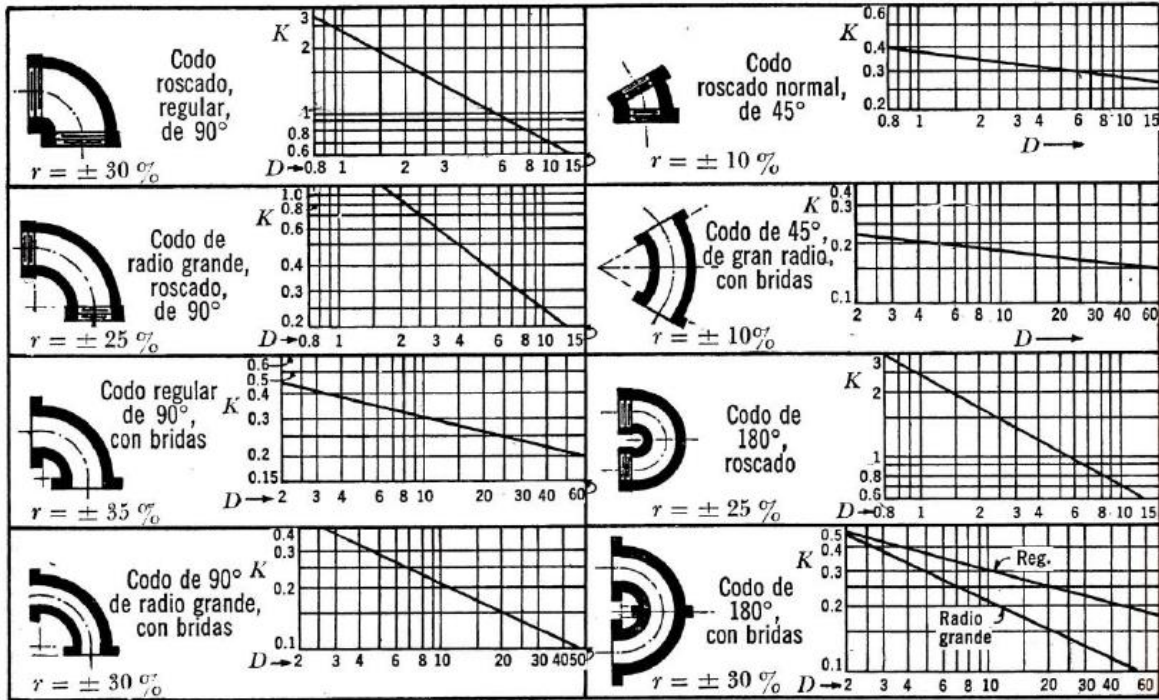 Codo
roscado,
regular,
de 90°
r = ± 30 %
K
3
2
1
0.8
0.6
D → 0.8 1 2 3 6 10 15
Codo
roscado normal,
de 45°
r = ± 10 %
K
0.6
0.4
0.3
0.2
0.8 1 2 3 4 6 7 8 10 15
D →
Codo de
radio grande,
roscado,
de 90°
r = ± 25 %
K
1.0
0.8
0.6
0.4
0.3
0.2
D → 0.8 1 2 3 4 6 8 10 15
Codo de 45°,
de gran radio,
con bridas
r = ± 10%
K
0.4
0.3
0.2
0.1
2 3 4 6 8 10 20 30 40 60
D →
Codo regular
de 90°,
con bridas
r = ± 35 %
K
0.6
0.5
0.4
0.3
0.2
0.15
D → 2 3 4 6 10 20 30 40 60
Codo de
180°,
roscado
r = ± 25 %
K
3
2
1
0.8
0.6
D → 0.8 1 2 3 4 6 8 10 15
Codo de 90°
de radio grande,
con bridas
r = ± 30 %
K
0.4
0.3
0.2
0.1
D → 2 3 4 6 8 10 20 30 40 50
Codo de
180°,
con bridas
r = ± 30 %
K
0.5
0.3
0.2
0.1
Reg.
Radio
grande
D → 2 3 4 6 10 20 30 40 60